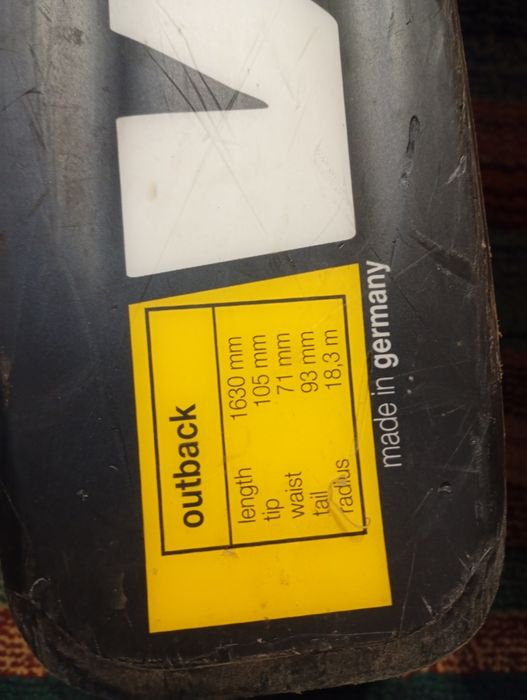 outback
length 1630 mm
tip 105 mm
waist 71 mm
tail 93 mm
radius 18,3 m
made in germany